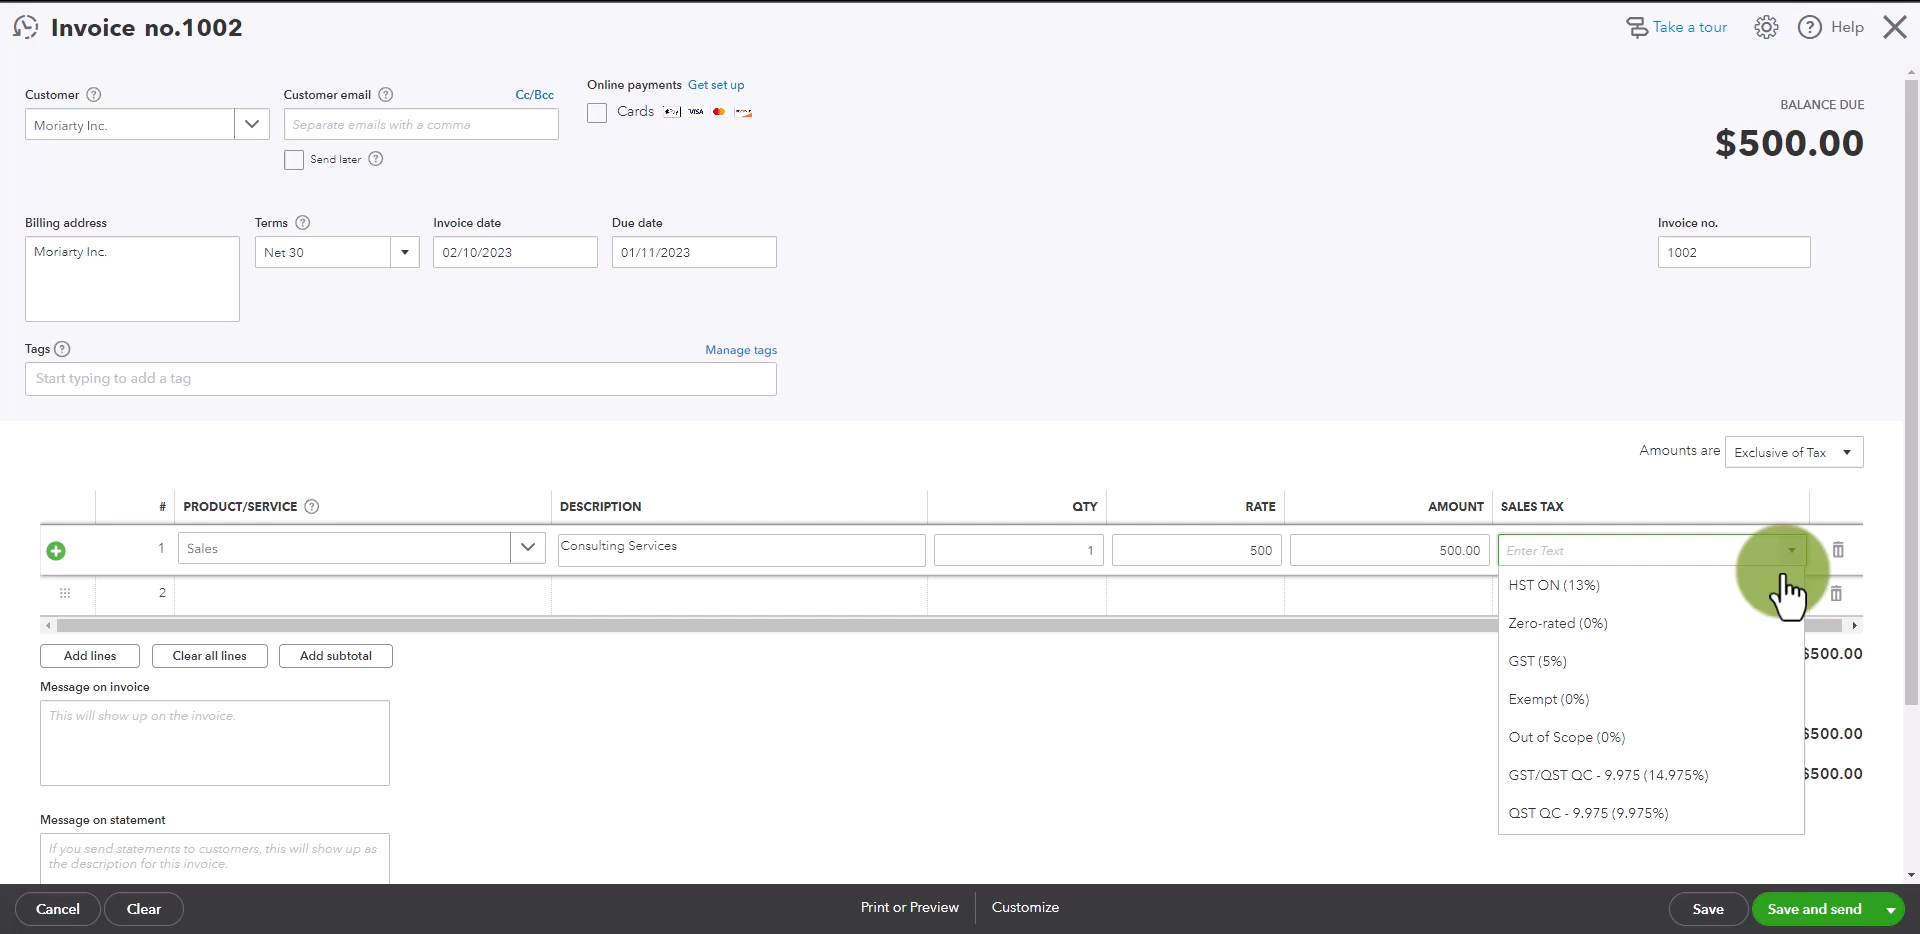 Invoice no.1002
Take a tour
Help
Customer
Customer email
Cc/Bcc
Online payments Get set up
Moriarty Inc.
Separate emails with a comma
Cards
VISA
Send later
BALANCE DUE
$500.00
Billing address
Terms
Invoice date
Due date
Invoice no.
Moriarty Inc.
Net 30
02/10/2023
01/11/2023
1002
Tags
Manage tags
Start typing to add a tag
Amounts are Exclusive of Tax
# PRODUCT/SERVICE DESCRIPTION QTY RATE AMOUNT SALES TAX
1 Sales Consulting Services 1 500 500.00 Enter Text
2
HST ON (13%)
Zero-rated (0%)
GST (5%)
Exempt (0%)
Out of Scope (0%)
GST/QST QC - 9.975 (14.975%)
QST QC - 9.975 (9.975%)
Add lines
Clear all lines
Add subtotal
$500.00
Message on invoice
This will show up on the invoice.
$500.00
$500.00
Message on statement
If you send statements to customers, this will show up as
the description for this invoice.
Cancel
Clear
Print or Preview
Customize
Save
Save and send